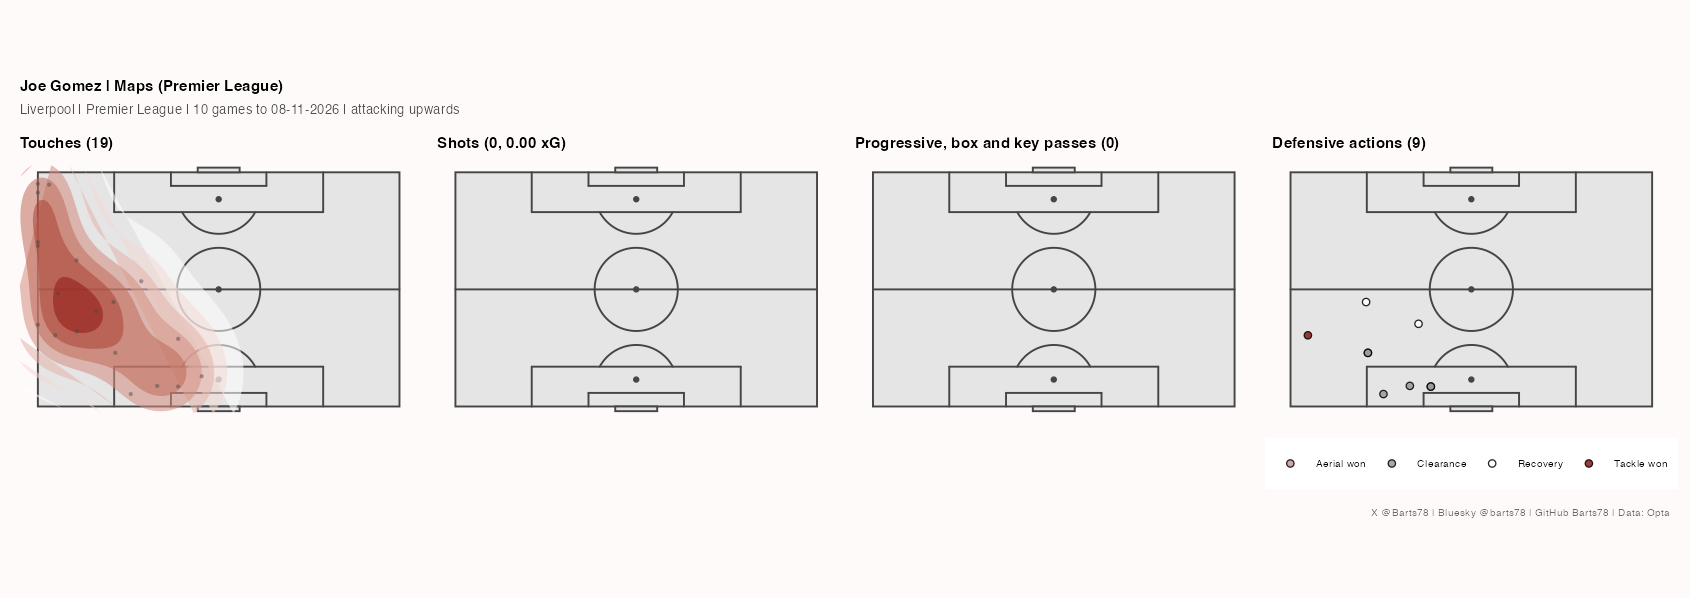 Joe Gomez | Maps (Premier League)
Liverpool | Premier League | 10 games to 08-11-2026 | attacking upwards
Touches (19)
Shots (0, 0.00 xG)
Progressive, box and key passes (0)
Defensive actions (9)
Aerial won
Clearance
Recovery
Tackle won
X @Barts78 | Bluesky @barts78 | GitHub Barts78 | Data: Opta